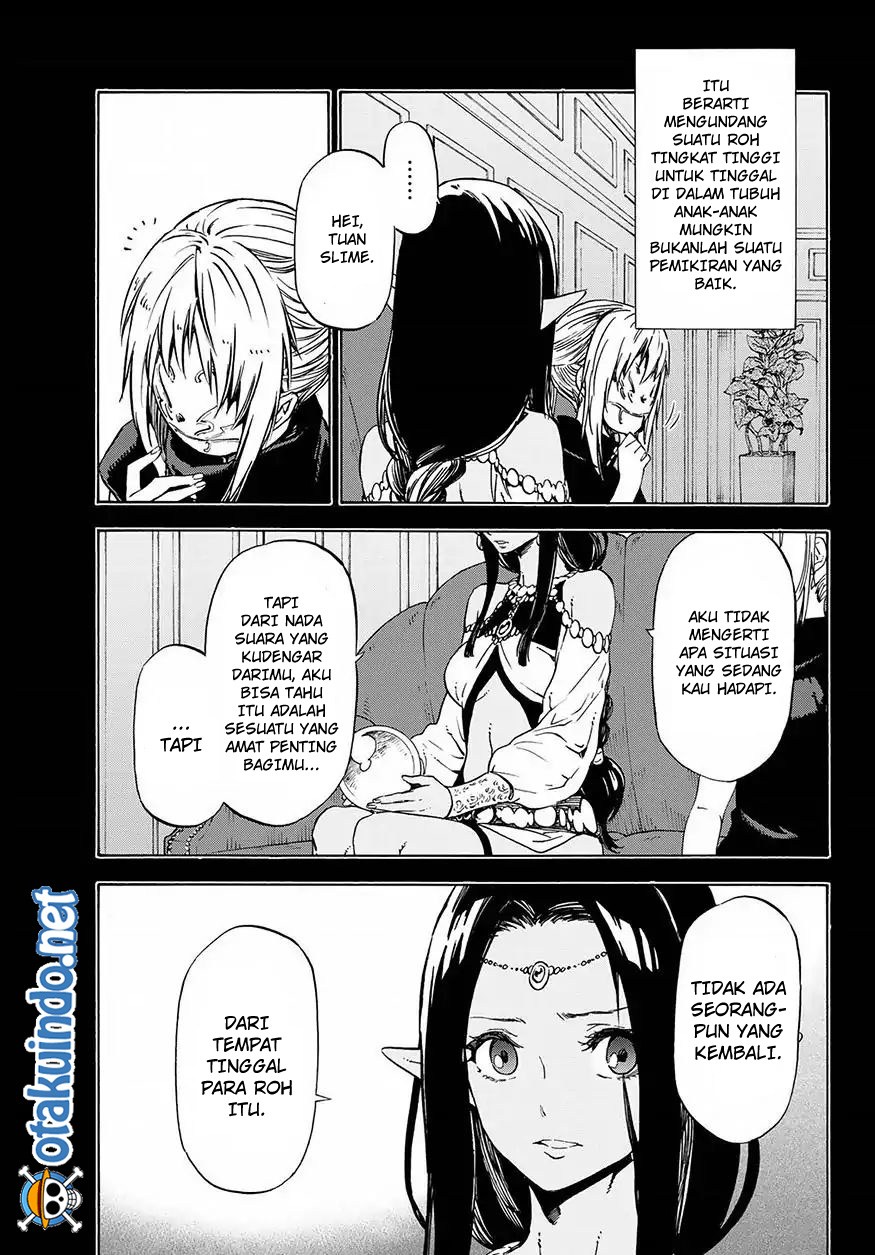 ITU
BERARTI
MENGUNDANG
SUATU ROH
TINGKAT TINGGI
UNTUK TINGGAL
DI DALAM TUBUH
ANAK-ANAK
MUNGKIN
BUKANLAH SUATU
PEMIKIRAN YANG
BAIK.
......
HEI,
TUAN
SLIME.
AKU TIDAK
MENGERTI
APA SITUASI
YANG SEDANG
KAU HADAPI.
TAPI
DARI NADA
SUARA YANG
KUDENGAR
DARIMU, AKU
BISA TAHU
ITU ADALAH
SESUATU YANG
AMAT PENTING
BAGIMU...
...
TAPI
TIDAK ADA
SEORANG-
PUN YANG
KEMBALI.
DARI
TEMPAT
TINGGAL
PARA ROH
ITU.
otakuindo.net